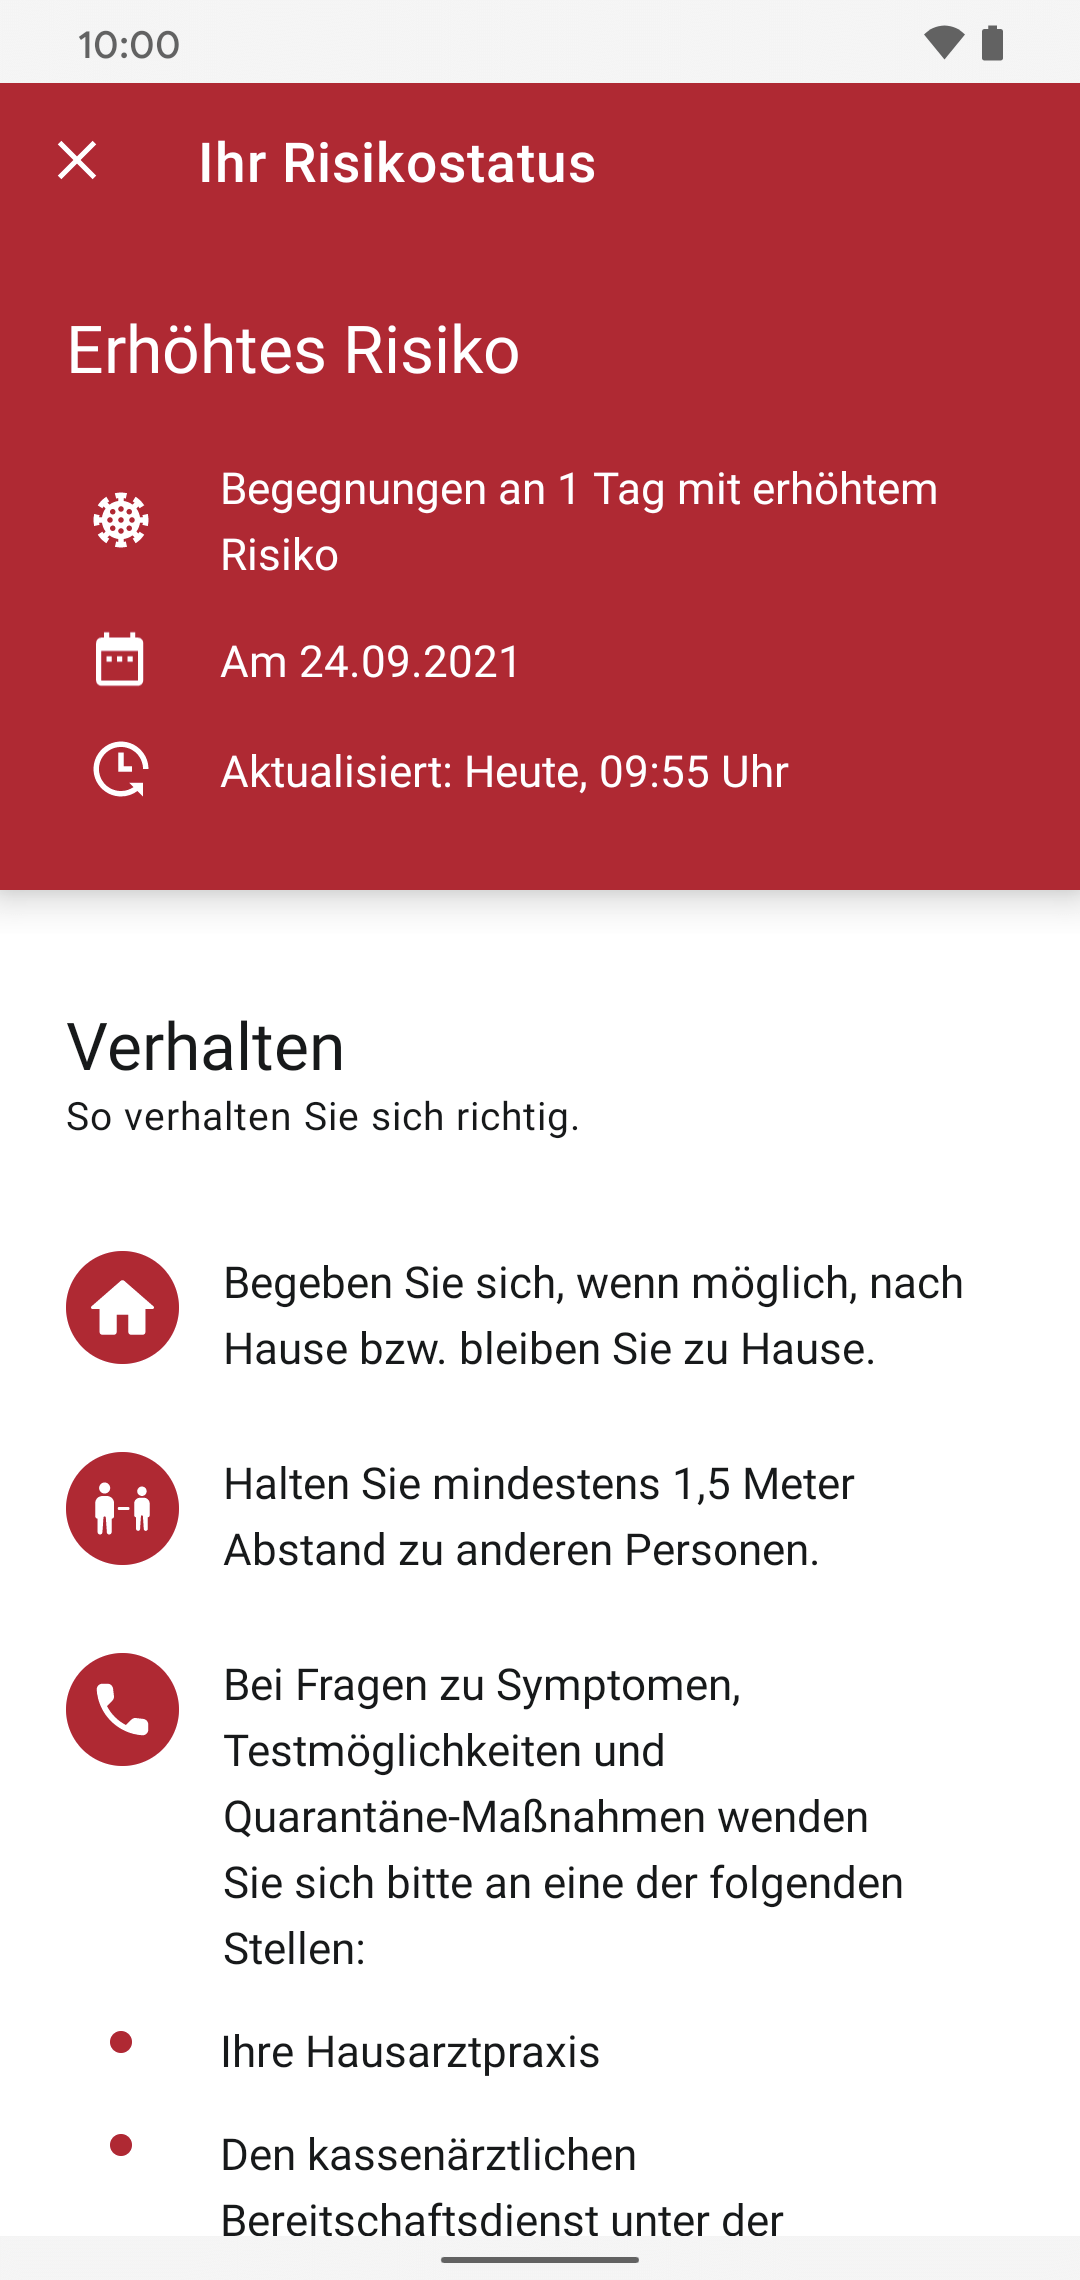 10:00
Ihr Risikostatus
Erhöhtes Risiko
Begegnungen an 1 Tag mit erhöhtem
Risiko
Am 24.09.2021
Aktualisiert: Heute, 09:55 Uhr
Verhalten
So verhalten Sie sich richtig.
Begeben Sie sich, wenn möglich, nach
Hause bzw. bleiben Sie zu Hause.
Halten Sie mindestens 1,5 Meter
Abstand zu anderen Personen.
Bei Fragen zu Symptomen,
Testmöglichkeiten und
Quarantäne-Maßnahmen wenden
Sie sich bitte an eine der folgenden
Stellen:
Ihre Hausarztpraxis
Den kassenärztlichen
Bereitschaftsdienst unter der